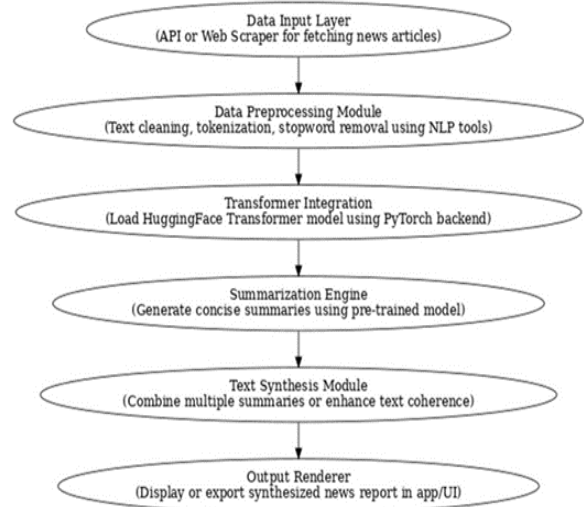 Data Input Layer
(API or Web Scraper for fetching news articles)
Data Preprocessing Module
(Text cleaning, tokenization, stopword removal using NLP tools)
Transformer Integration
(Load HuggingFace Transformer model using PyTorch backend)
Summarization Engine
(Generate concise summaries using pre-trained model)
Text Synthesis Module
(Combine multiple summaries or enhance text coherence)
Output Renderer
(Display or export synthesized news report in app/UI)